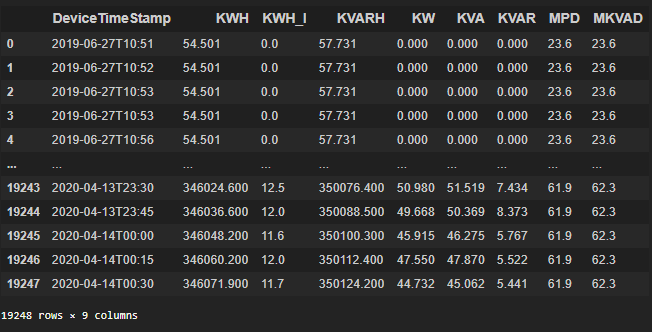 DeviceTimeStamp KWH KWH_I KVARH KW KVA KVAR MPD MKVAD
0 2019-06-27T10:51 54.501 0.0 57.731 0.000 0.000 0.000 23.6 23.6
1 2019-06-27T10:52 54.501 0.0 57.731 0.000 0.000 0.000 23.6 23.6
2 2019-06-27T10:53 54.501 0.0 57.731 0.000 0.000 0.000 23.6 23.6
3 2019-06-27T10:53 54.501 0.0 57.731 0.000 0.000 0.000 23.6 23.6
4 2019-06-27T10:56 54.501 0.0 57.731 0.000 0.000 0.000 23.6 23.6
... ... ... ... ... ... ... ... ... ...
19243 2020-04-13T23:30 346024.600 12.5 350076.400 50.980 51.519 7.434 61.9 62.3
19244 2020-04-13T23:45 346036.600 12.0 350088.500 49.668 50.369 8.373 61.9 62.3
19245 2020-04-14T00:00 346048.200 11.6 350100.300 45.915 46.275 5.767 61.9 62.3
19246 2020-04-14T00:15 346060.200 12.0 350112.400 47.550 47.870 5.522 61.9 62.3
19247 2020-04-14T00:30 346071.900 11.7 350124.200 44.732 45.062 5.441 61.9 62.3
19248 rows × 9 columns